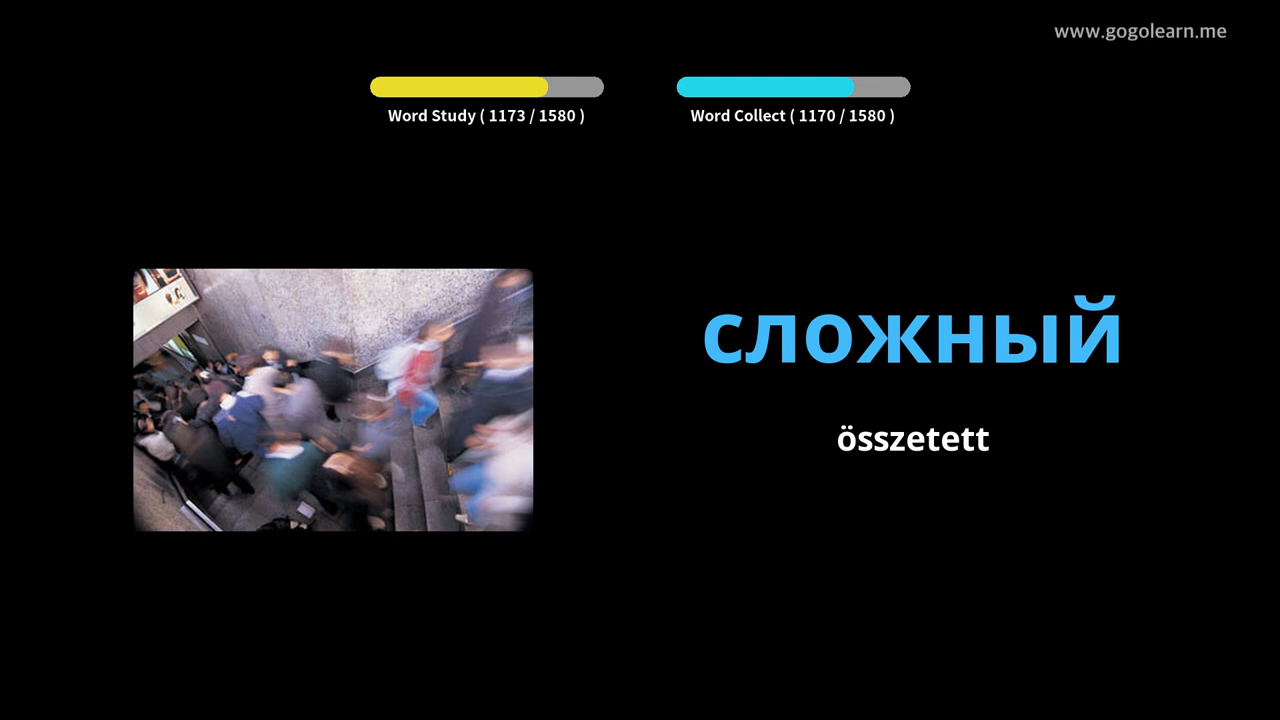 www.gogolearn.me
Word Study ( 1173 / 1580 )
Word Collect ( 1170 / 1580 )
сложный
összetett